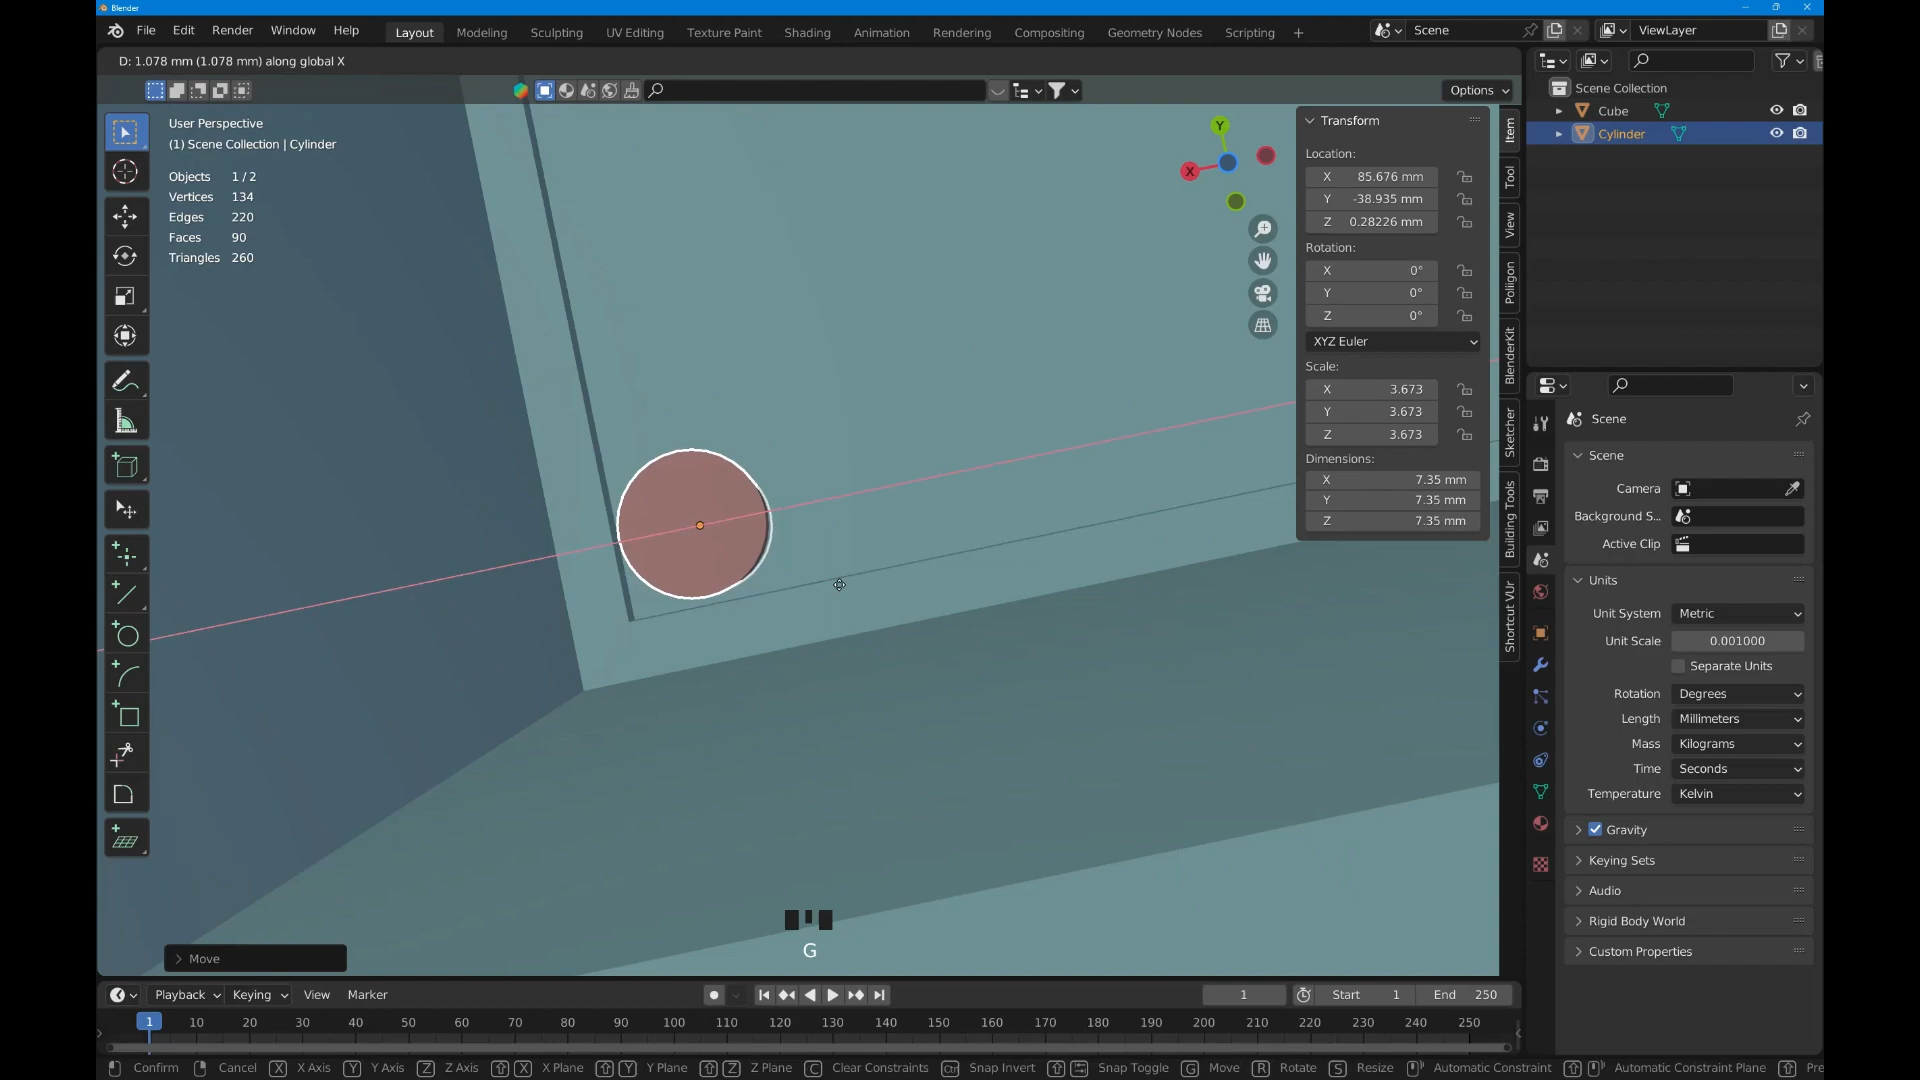 Blender
File Edit Render Window Help Layout Modeling Sculpting UV Editing Texture Paint Shading Animation Rendering Compositing Geometry Nodes Scripting + Scene ViewLayer
D: 1.078 mm (1.078 mm) along global X
Options
User Perspective
(1) Scene Collection | Cylinder
Objects 1 / 2
Vertices 134
Edges 220
Faces 90
Triangles 260
Y
X
Transform
Location:
X 85.676 mm
Y -38.935 mm
Z 0.28226 mm
Rotation:
X 0°
Y 0°
Z 0°
XYZ Euler
Scale:
X 3.673
Y 3.673
Z 3.673
Dimensions:
X 7.35 mm
Y 7.35 mm
Z 7.35 mm
Item
Tool
View
Poliigon
BlenderKit
Sketcher
Building Tools
Shortcut VUr
Scene Collection
Cube
Cylinder
Scene
Scene
Camera
Background S...
Active Clip
Units
Unit System Metric
Unit Scale 0.001000
Separate Units
Rotation Degrees
Length Millimeters
Mass Kilograms
Time Seconds
Temperature Kelvin
Gravity
Keying Sets
Audio
Rigid Body World
Custom Properties
G
Move
Playback Keying View Marker 1 Start 1 End 250
1 10 20 30 40 50 60 70 80 90 100 110 120 130 140 150 160 170 180 190 200 210 220 230 240 250
Confirm Cancel X X Axis Y Y Axis Z Z Axis X X Plane Y Y Plane Z Z Plane C Clear Constraints Ctrl Snap Invert Snap Toggle G Move R Rotate S Resize Automatic Constraint Automatic Constraint Plane Pre